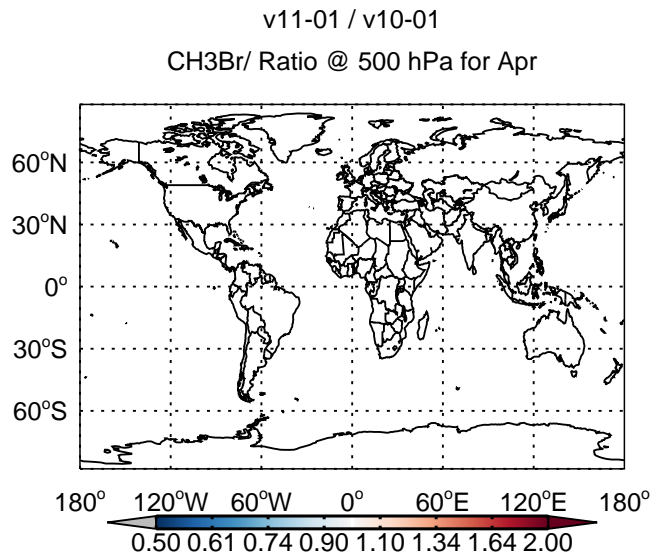 v11-01 / v10-01
CH3Br/ Ratio @ 500 hPa for Apr
60°N
30°N
0°
30°S
60°S
180° 120°W 60°W 0° 60°E 120°E 180°
0.50 0.61 0.74 0.90 1.10 1.34 1.64 2.00